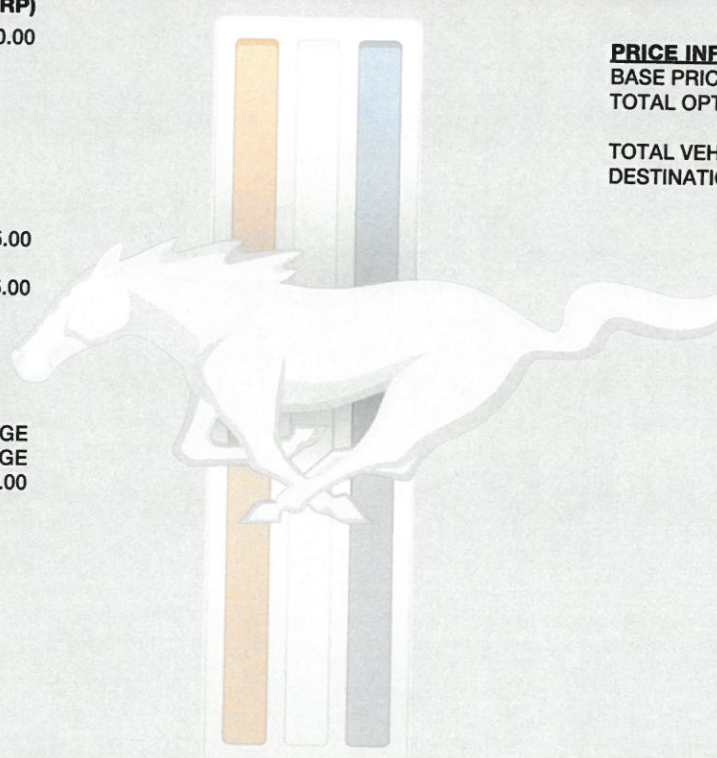 RP)
0.00
5.00
5.00
GE
GE
.00
PRICE INF
BASE PRIC
TOTAL OPT
TOTAL VEH
DESTINATIO